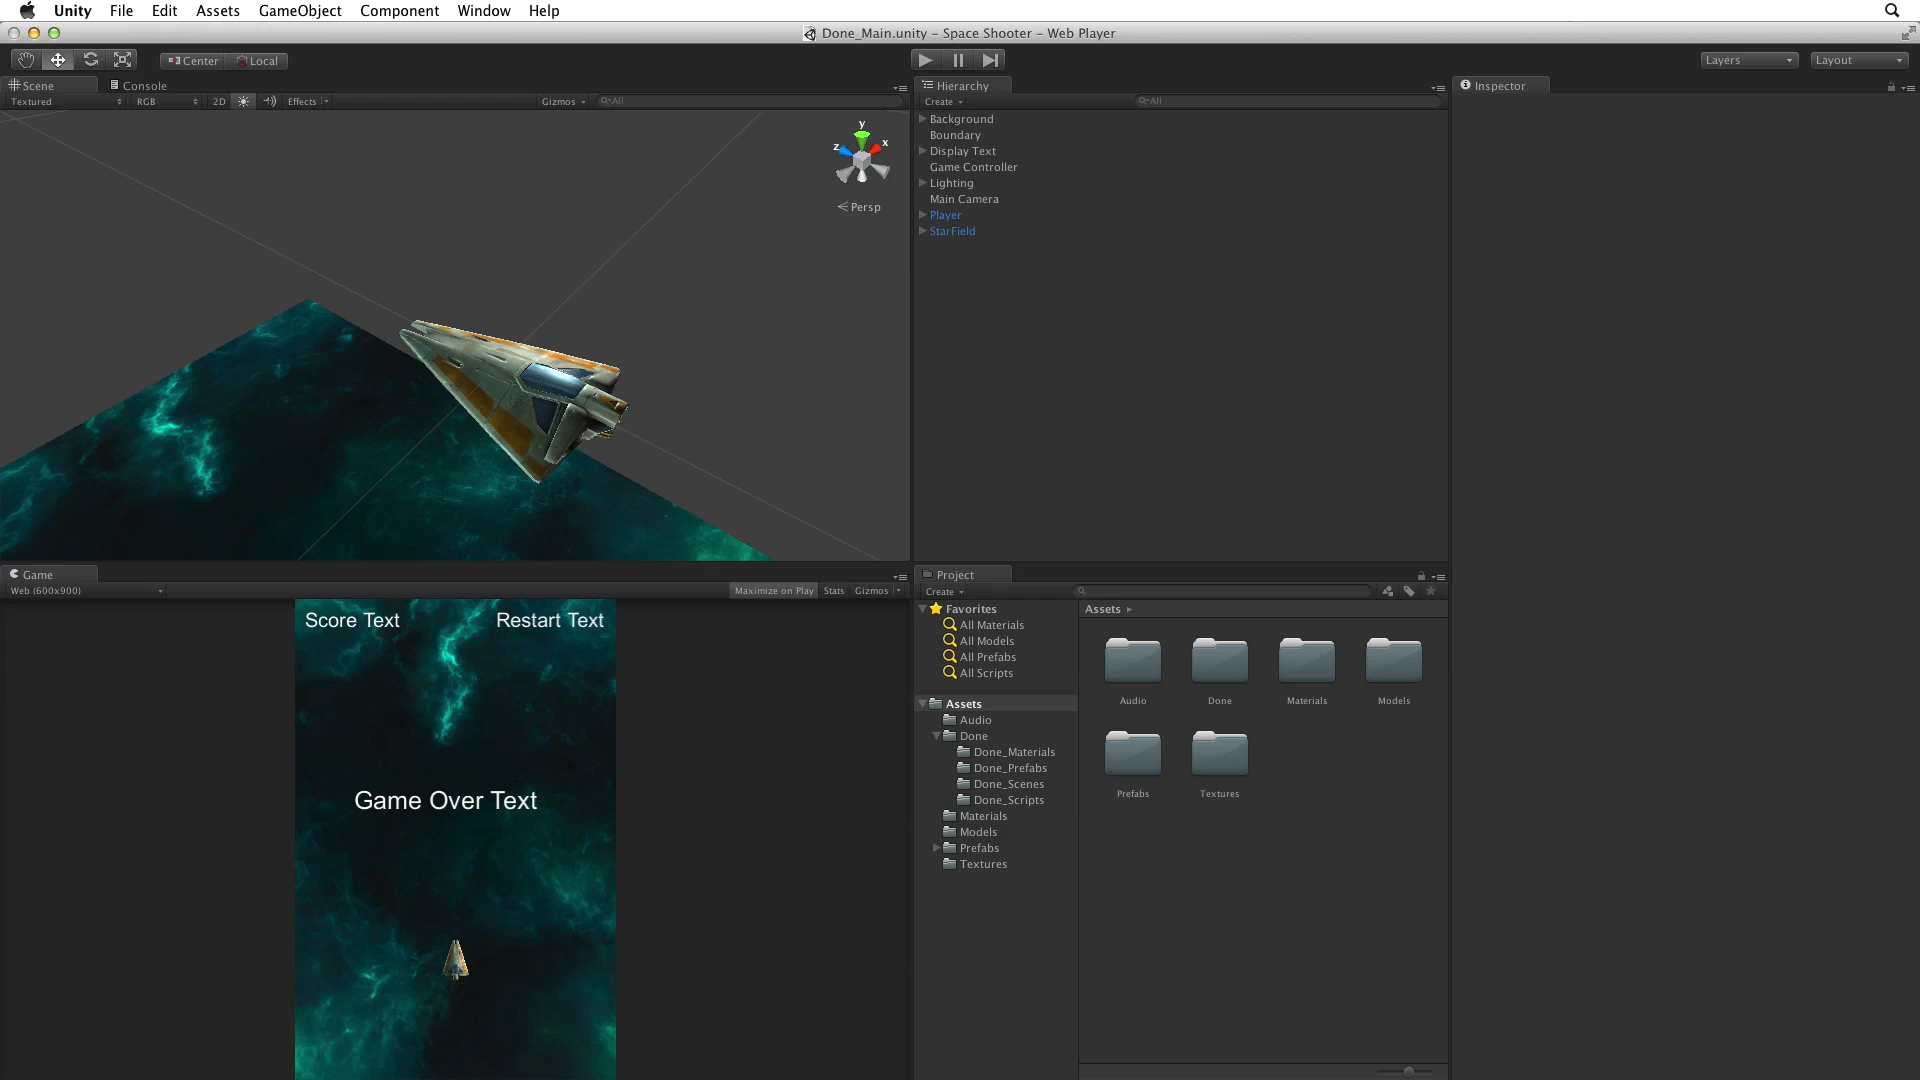 Unity File Edit Assets GameObject Component Window Help
Done_Main.unity – Space Shooter – Web Player
Center Local
Layers
Layout
Scene Console
Textured RGB 2D Effects Gizmos All
y
z x
Persp
Hierarchy
Create All
Background
Boundary
Display Text
Game Controller
Lighting
Main Camera
Player
StarField
Inspector
Game
Web (600x900) Maximize on Play Stats Gizmos
Score Text Restart Text
Game Over Text
Project
Create
Favorites
All Materials
All Models
All Prefabs
All Scripts
Assets
Audio
Done
Done_Materials
Done_Prefabs
Done_Scenes
Done_Scripts
Materials
Models
Prefabs
Textures
Assets
Audio Done Materials Models
Prefabs Textures